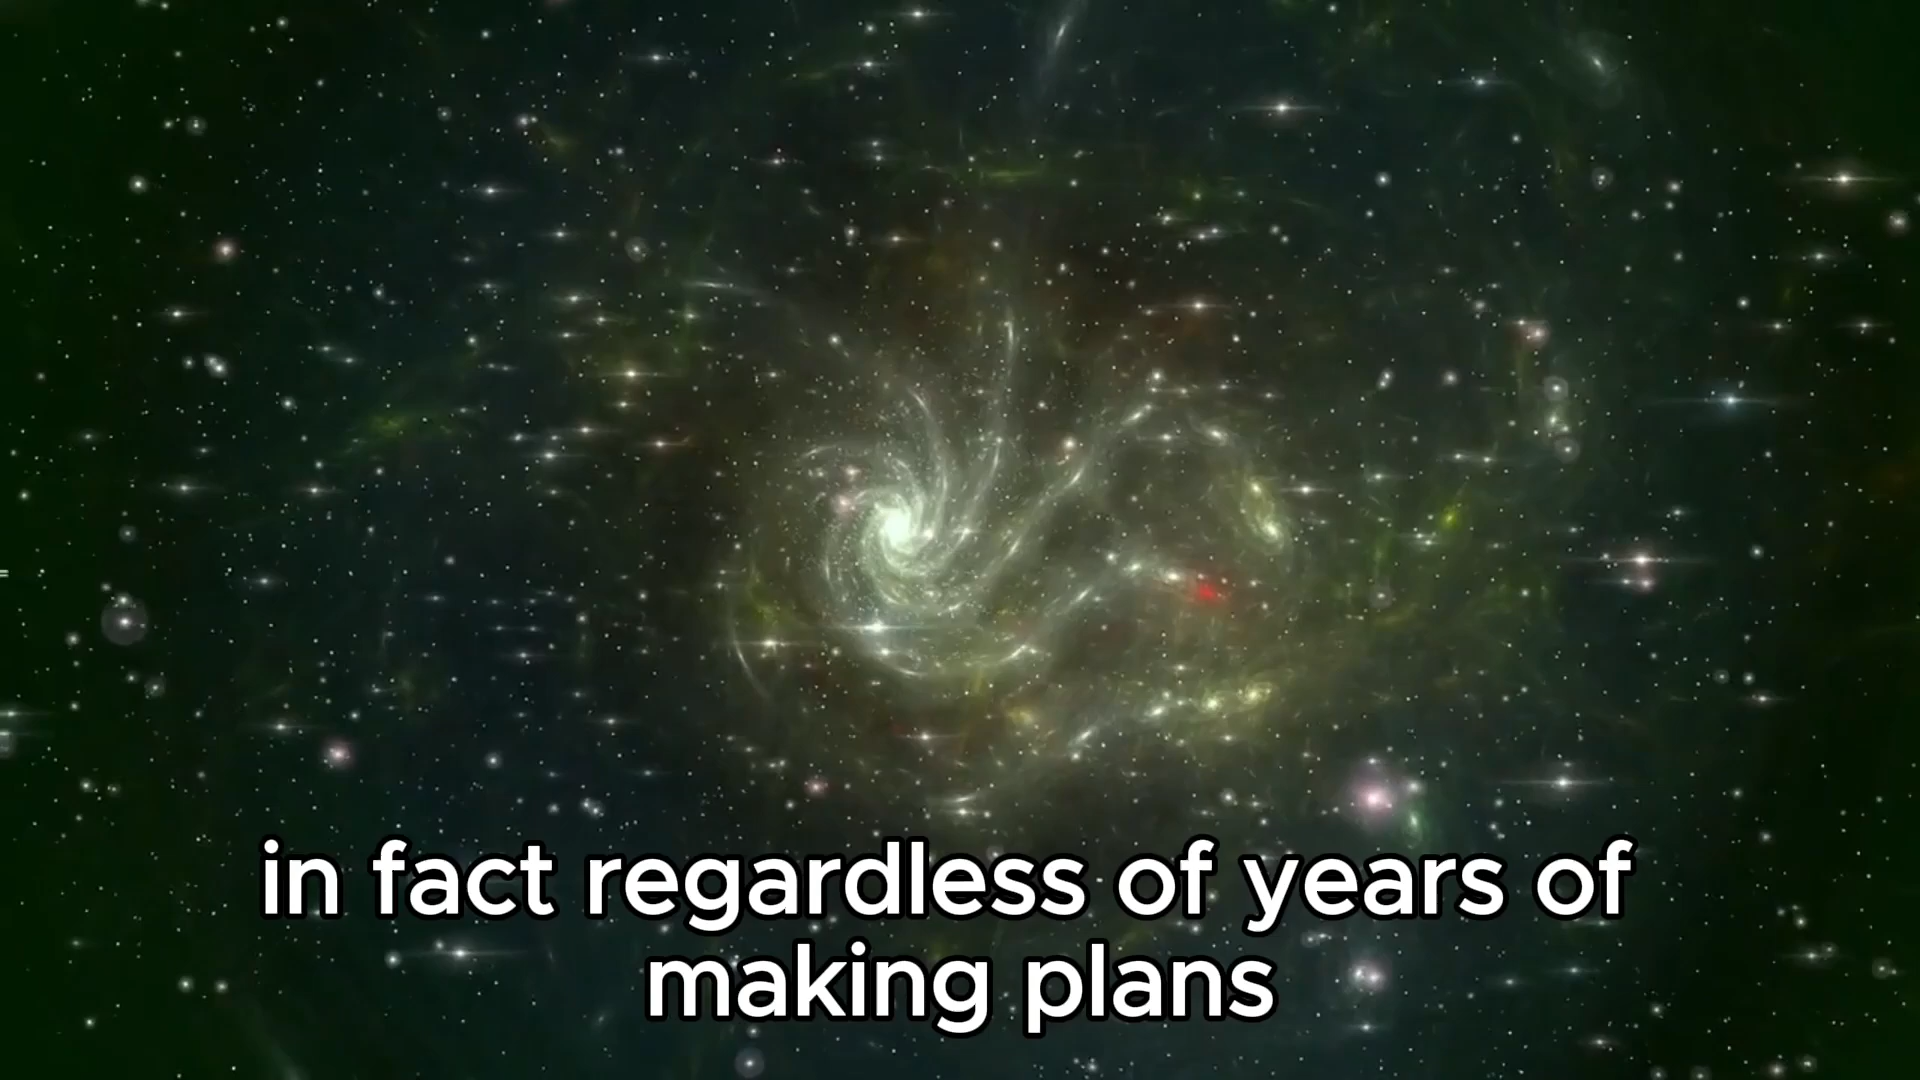 in fact regardless of years of
making plans